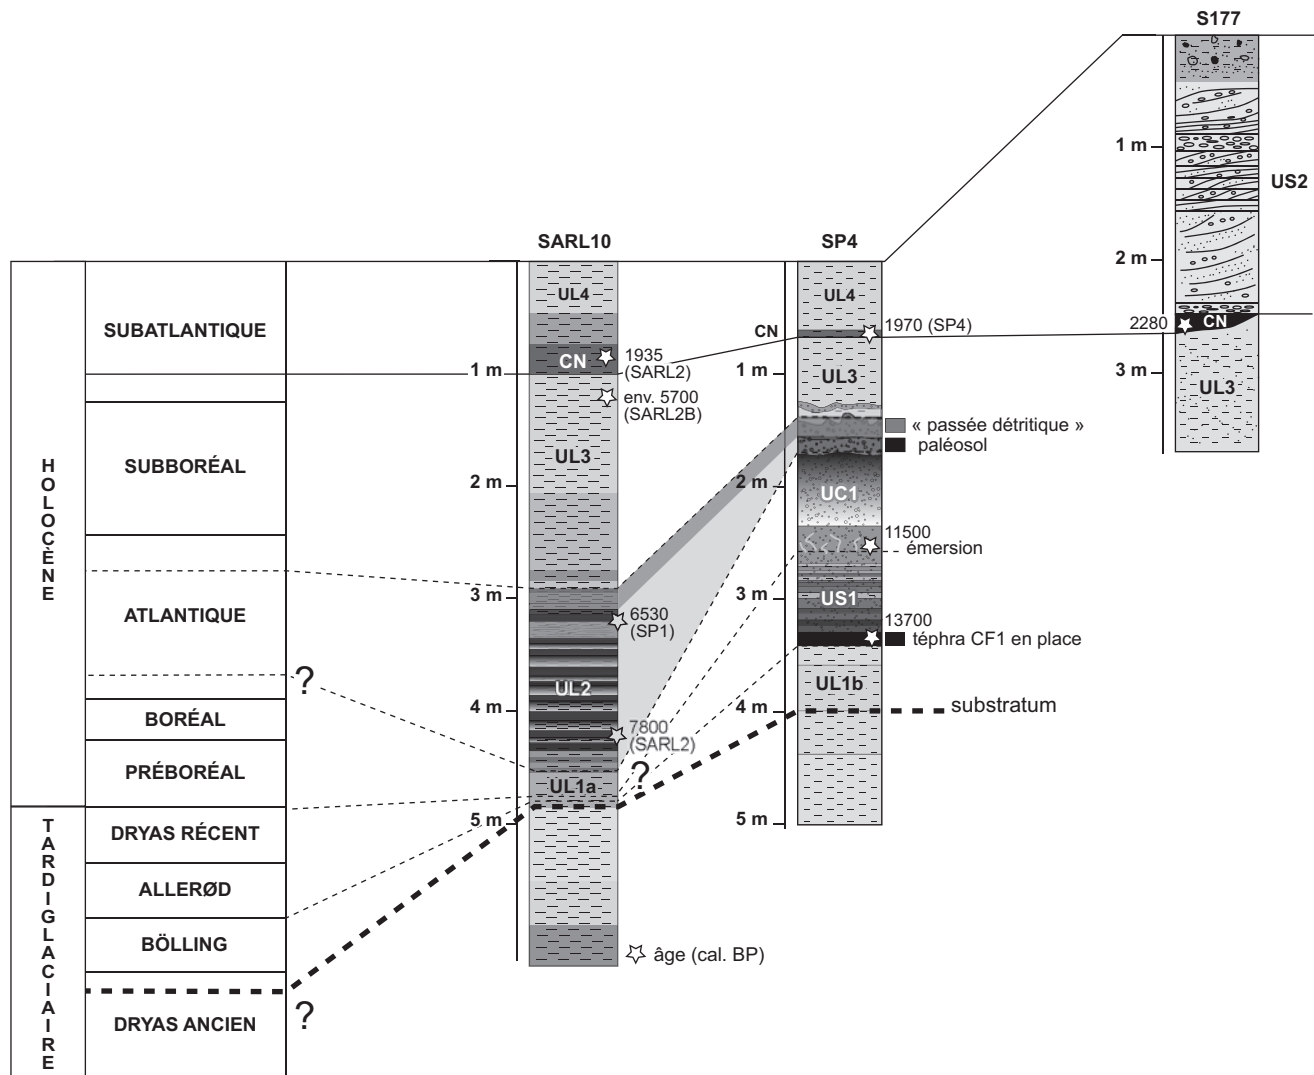 S177
1 m
US2
2 m
2280
CN
3 m
UL3
SARL10
SP4
UL4
UL4
CN
1970 (SP4)
CN
1935
(SARL2)
1 m
1 m
UL3
env. 5700
(SARL2B)
« passée détritique »
paléosol
UL3
2 m
2 m
UC1
11500
émersion
3 m
3 m
US1
6530
(SP1)
13700
téphra CF1 en place
UL2
UL1b
4 m
4 m
substratum
7800
(SARL2)
?
UL1a
5 m
5 m
âge (cal. BP)
HOLOCÈNE
SUBATLANTIQUE
SUBBORÉAL
ATLANTIQUE
?
BORÉAL
PRÉBORÉAL
TARDIGLACIAIRE
DRYAS RÉCENT
ALLERØD
BÖLLING
DRYAS ANCIEN
?